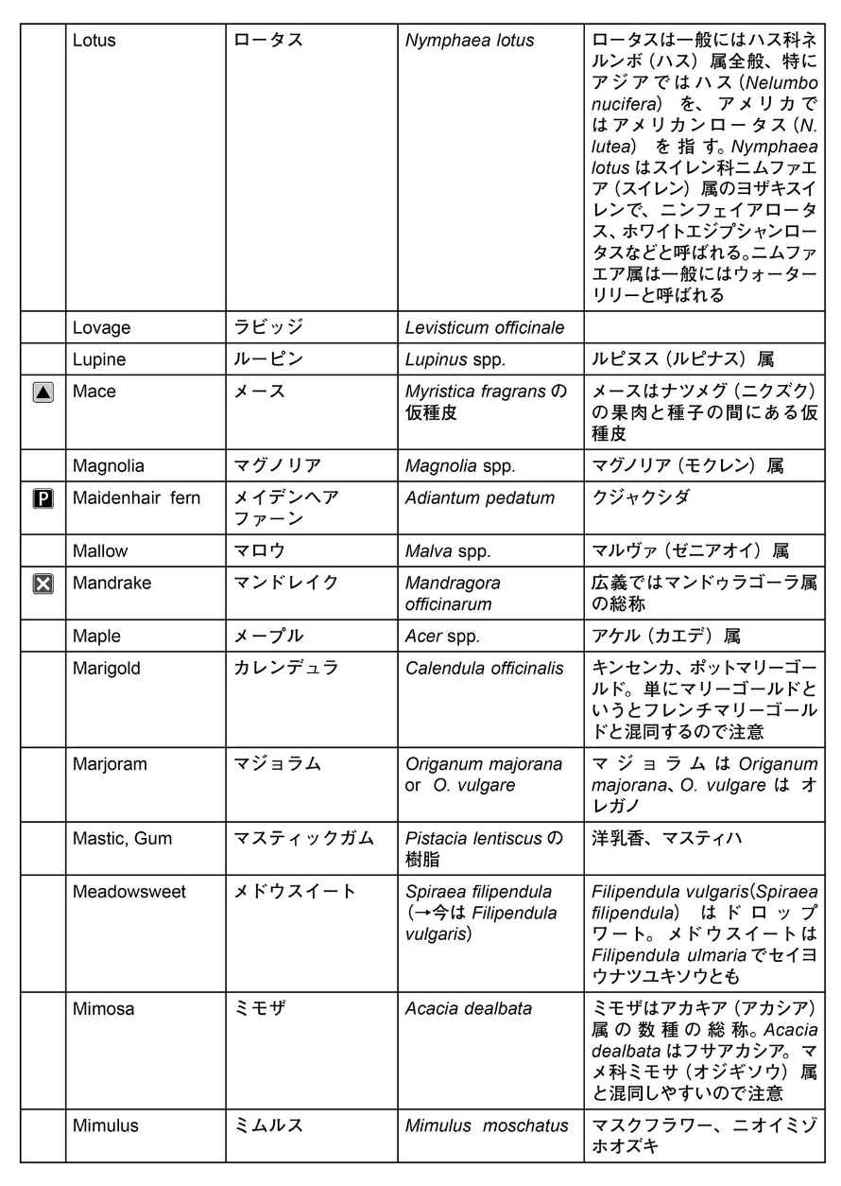 Lotus ロータス Nymphaea lotus ロータスは一般にはハス科ネ
ルンボ（ハス）属全般、特に
アジアではハス（Nelumbo
nucifera）を、アメリカで
はアメリカンロータス（N.
lutea）を指す。Nymphaea
lotus はスイレン科ニムファエ
ア（スイレン）属のヨザキスイ
レンで、ニンフェイアロータ
ス、ホワイトエジプシャンロー
タスなどと呼ばれる。ニムファ
エア属は一般にはウォーター
リリーと呼ばれる
Lovage ラビッジ Levisticum officinale
Lupine ルーピン Lupinus spp. ルピヌス（ルピナス）属
▲ Mace メース Myristica fragrans の メースはナツメグ（ニクズク）
仮種皮 の果肉と種子の間にある仮
種皮
Magnolia マグノリア Magnolia spp. マグノリア（モクレン）属
P Maidenhair fern メイデンヘア Adiantum pedatum クジャクシダ
ファーン
Mallow マロウ Malva spp. マルヴァ（ゼニアオイ）属
☒ Mandrake マンドレイク Mandragora 広義ではマンドゥラゴーラ属
officinarum の総称
Maple メープル Acer spp. アケル（カエデ）属
Marigold カレンデュラ Calendula officinalis キンセンカ、ポットマリーゴー
ルド。単にマリーゴールドと
いうとフレンチマリーゴール
ドと混同するので注意
Marjoram マジョラム Origanum majorana マジョラムは Origanum
or O. vulgare majorana、O. vulgare は オ
レガノ
Mastic, Gum マスティックガム Pistacia lentiscus の 洋乳香、マスティハ
樹脂
Meadowsweet メドウスイート Spiraea filipendula Filipendula vulgaris（Spiraea
（→今は Filipendula filipendula）はドロップ
vulgaris） ワート。メドウスイートは
Filipendula ulmaria でセイヨ
ウナツユキソウとも
Mimosa ミモザ Acacia dealbata ミモザはアカキア（アカシア）
属の数種の総称。Acacia
dealbata はフサアカシア。マ
メ科ミモサ（オジギソウ）属
と混同しやすいので注意
Mimulus ミムルス Mimulus moschatus マスクフラワー、ニオイミゾ
ホオズキ